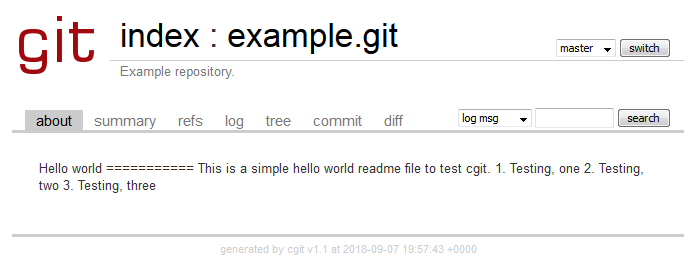 git
index : example.git
master switch
Example repository.
about summary refs log tree commit diff log msg search
Hello world =========== This is a simple hello world readme file to test cgit. 1. Testing, one 2. Testing,
two 3. Testing, three
generated by cgit v1.1 at 2018-09-07 19:57:43 +0000